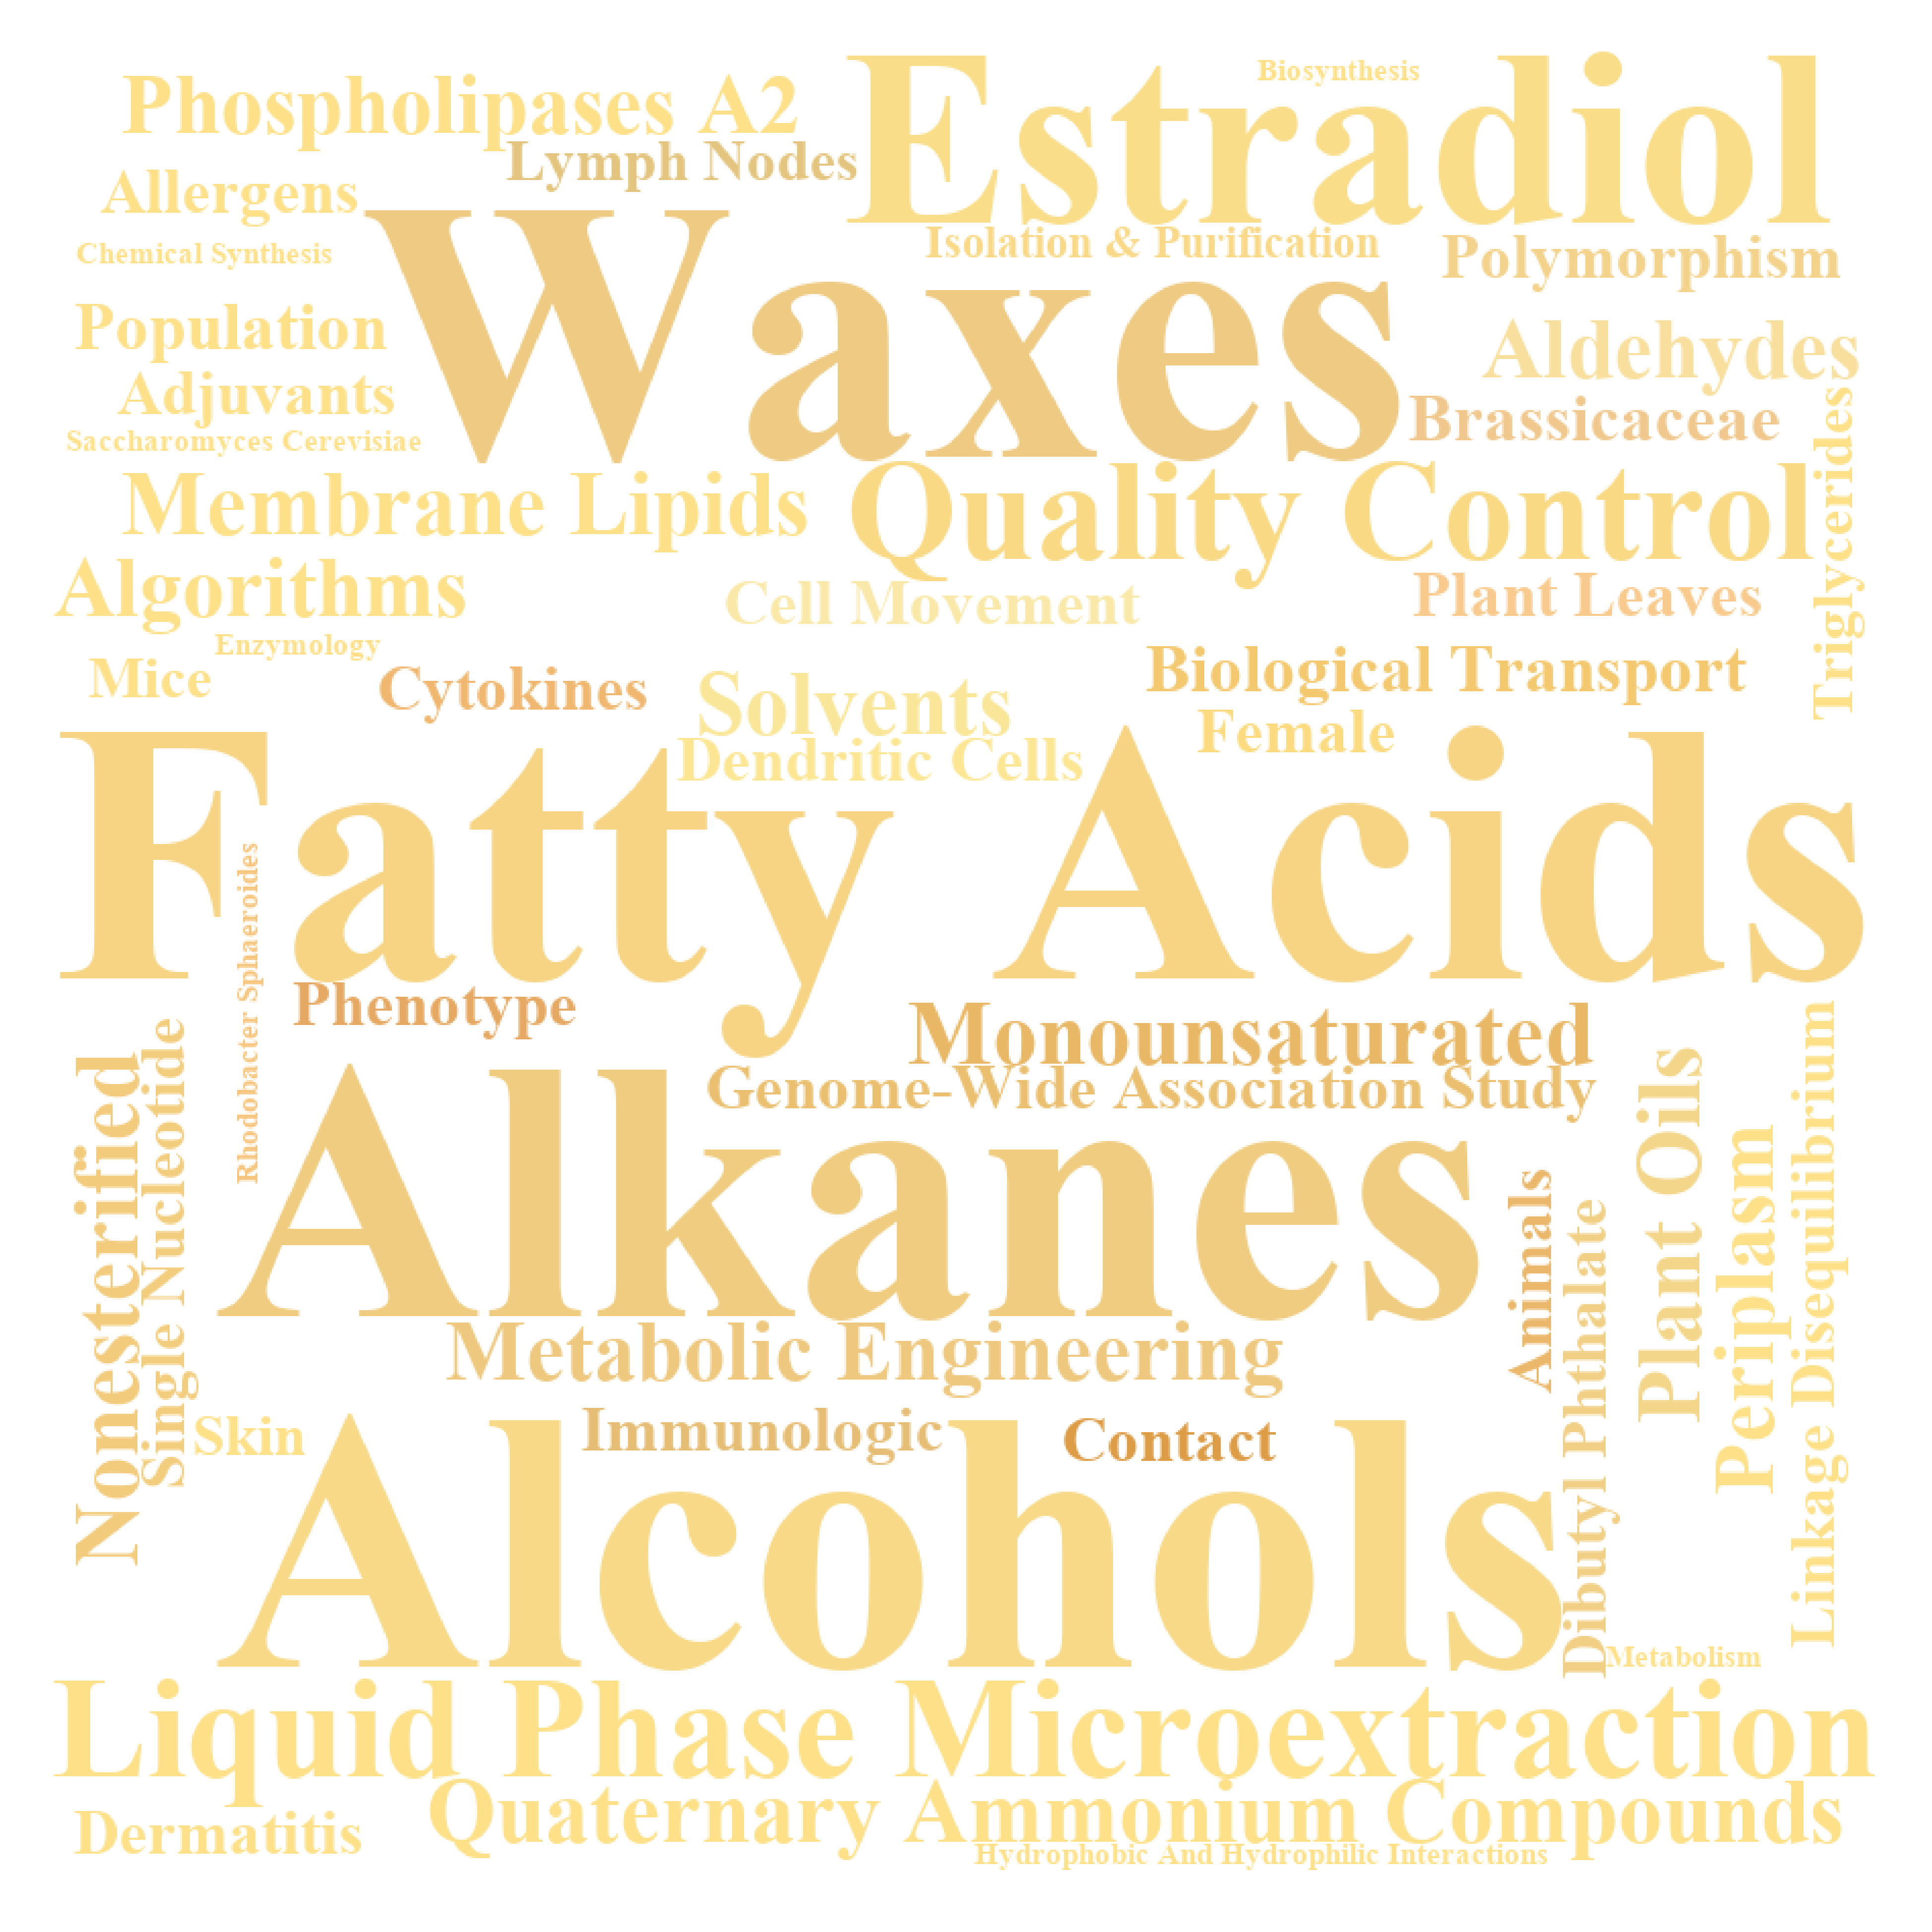 Estradiol
Biosynthesis
Phospholipases A2
Lymph Nodes
Allergens
Waxes
Isolation & Purification
Polymorphism
Chemical Synthesis
Population
Aldehydes
Adjuvants
Brassicaceae
Saccharomyces Cerevisiae
Triglycerides
Membrane Lipids
Quality Control
Algorithms
Cell Movement
Plant Leaves
Enzymology
Mice
Cytokines
Solvents
Biological Transport
Female
Dendritic Cells
Fatty Acids
Rhodobacter Sphaeroides
Phenotype
Monounsaturated
Genome-Wide Association Study
Nonesterified
Single Nucleotide
Alkanes
Animals
Dibutyl Phthalate
Plant Oils
Periplasm
Linkage Disequilibrium
Metabolic Engineering
Skin
Immunologic
Contact
Alcohols
Metabolism
Liquid Phase Microextraction
Quaternary Ammonium Compounds
Dermatitis
Hydrophobic And Hydrophilic Interactions